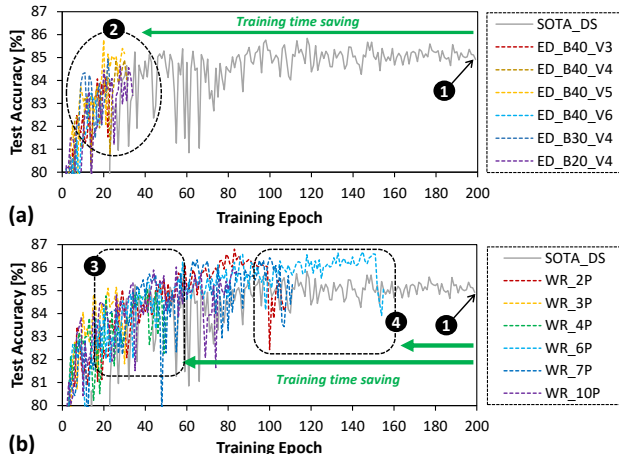 Test Accuracy [%]
87
86
85
84
83
82
81
80
2
Training time saving
1
0 20 40 60 80 100 120 140 160 180 200
Training Epoch
(a)
SOTA_DS
ED_B40_V3
ED_B40_V4
ED_B40_V5
ED_B40_V6
ED_B30_V4
ED_B20_V4
Test Accuracy [%]
87
86
85
84
83
82
81
80
3
4
1
Training time saving
0 20 40 60 80 100 120 140 160 180 200
Training Epoch
(b)
SOTA_DS
WR_2P
WR_3P
WR_4P
WR_6P
WR_7P
WR_10P